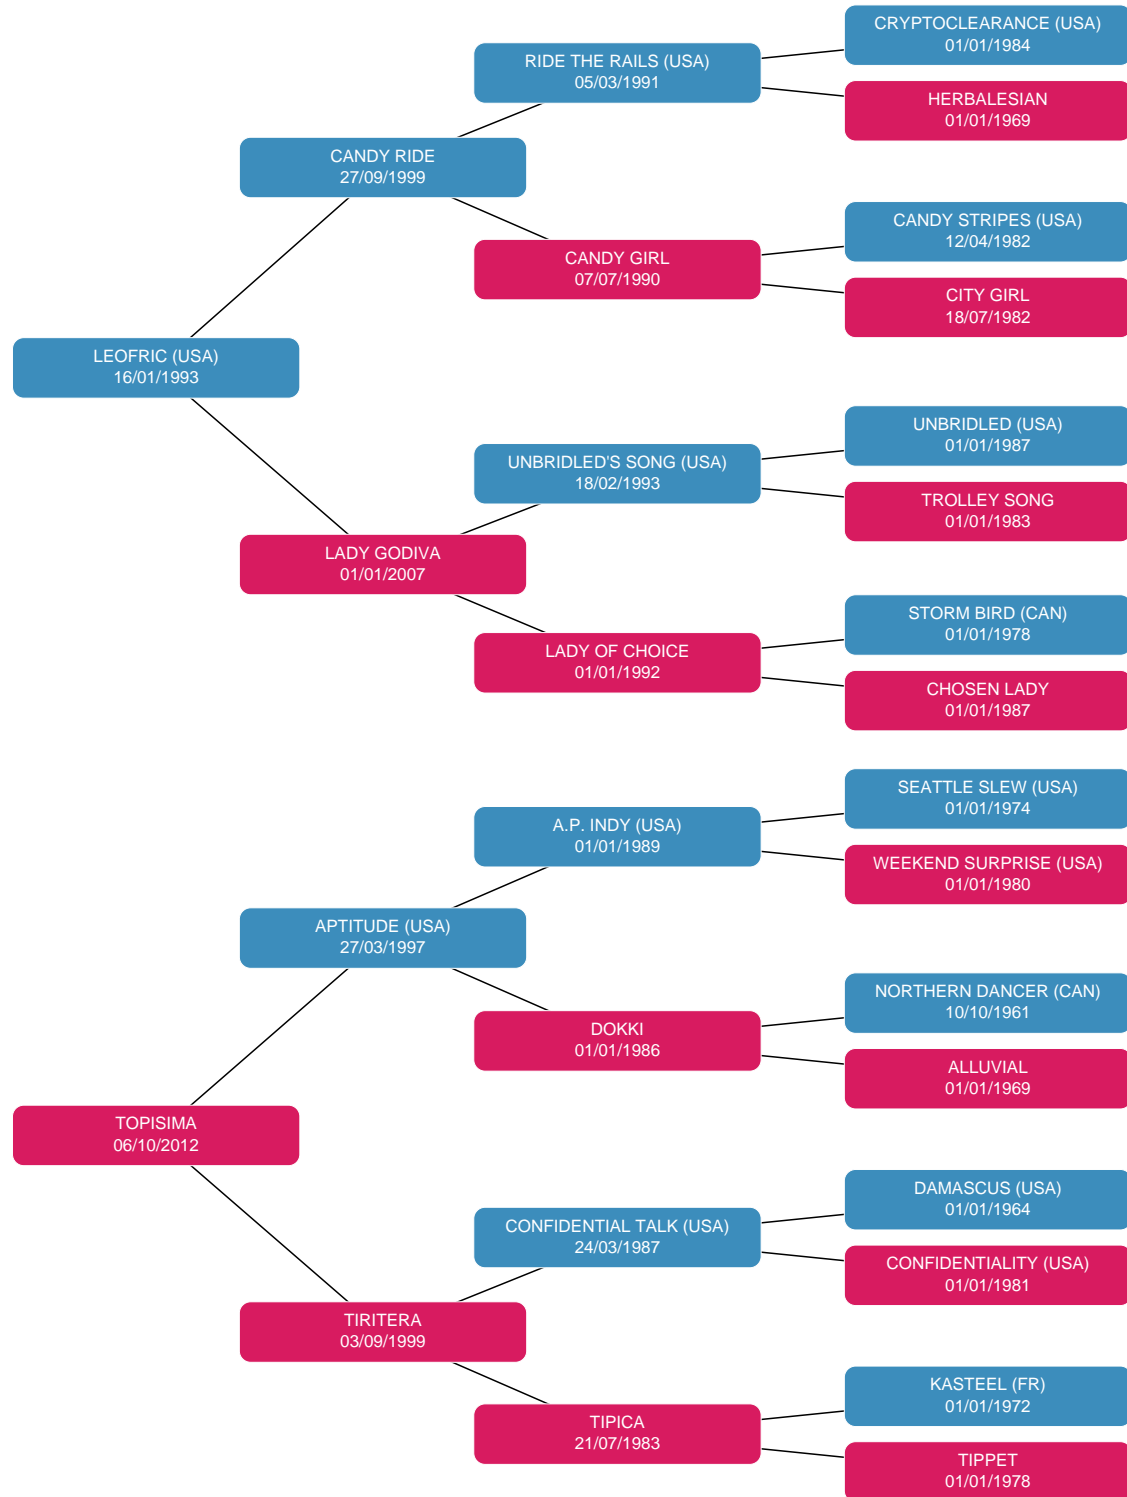 CRYPTOCLEARANCE (USA)
01/01/1984
RIDE THE RAILS (USA)
05/03/1991
HERBALESIAN
01/01/1969
CANDY RIDE
27/09/1999
CANDY STRIPES (USA)
12/04/1982
CANDY GIRL
07/07/1990
CITY GIRL
18/07/1982
LEOFRIC (USA)
16/01/1993
UNBRIDLED (USA)
01/01/1987
UNBRIDLED'S SONG (USA)
18/02/1993
TROLLEY SONG
01/01/1983
LADY GODIVA
01/01/2007
STORM BIRD (CAN)
01/01/1978
LADY OF CHOICE
01/01/1992
CHOSEN LADY
01/01/1987
SEATTLE SLEW (USA)
01/01/1974
A.P. INDY (USA)
01/01/1989
WEEKEND SURPRISE (USA)
01/01/1980
APTITUDE (USA)
27/03/1997
NORTHERN DANCER (CAN)
10/10/1961
DOKKI
01/01/1986
ALLUVIAL
01/01/1969
TOPISIMA
06/10/2012
DAMASCUS (USA)
01/01/1964
CONFIDENTIAL TALK (USA)
24/03/1987
CONFIDENTIALITY (USA)
01/01/1981
TIRITERA
03/09/1999
KASTEEL (FR)
01/01/1972
TIPICA
21/07/1983
TIPPET
01/01/1978